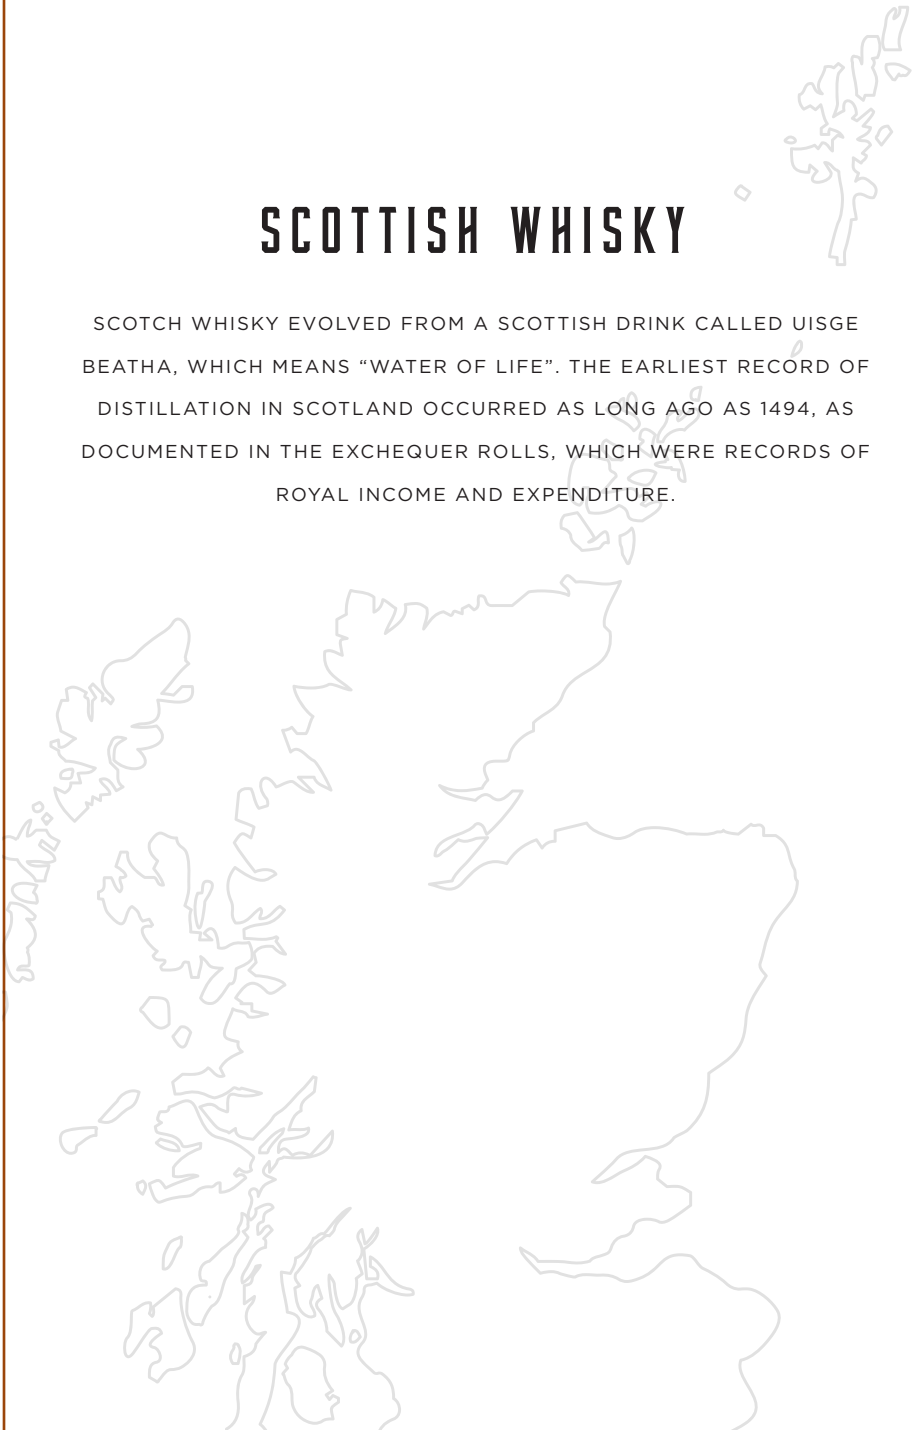 SCOTTISH WHISKY
SCOTCH WHISKY EVOLVED FROM A SCOTTISH DRINK CALLED UISGE
BEATHA, WHICH MEANS “WATER OF LIFE”. THE EARLIEST RECORD OF
DISTILLATION IN SCOTLAND OCCURRED AS LONG AGO AS 1494, AS
DOCUMENTED IN THE EXCHEQUER ROLLS, WHICH WERE RECORDS OF
ROYAL INCOME AND EXPENDITURE.